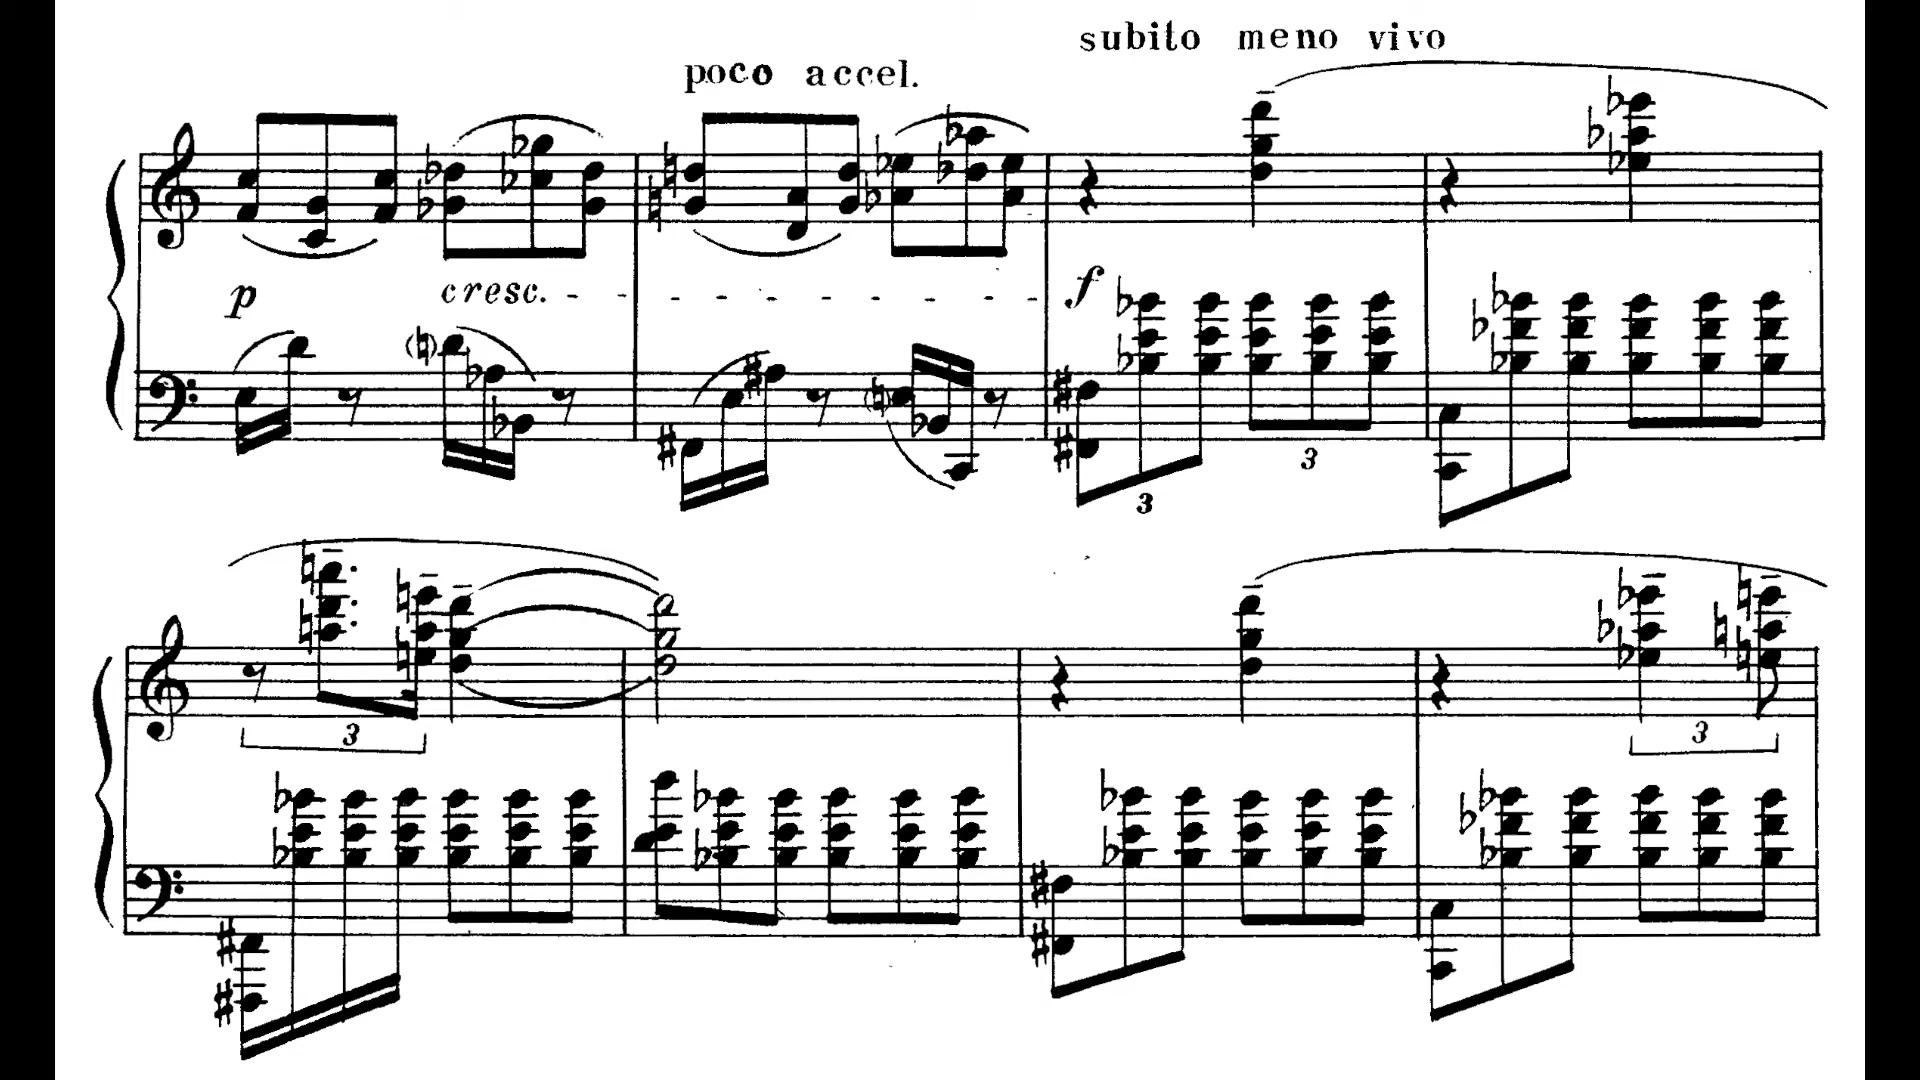 subito meno vivo
poco accel.
p cresc. f
3 3
3
3